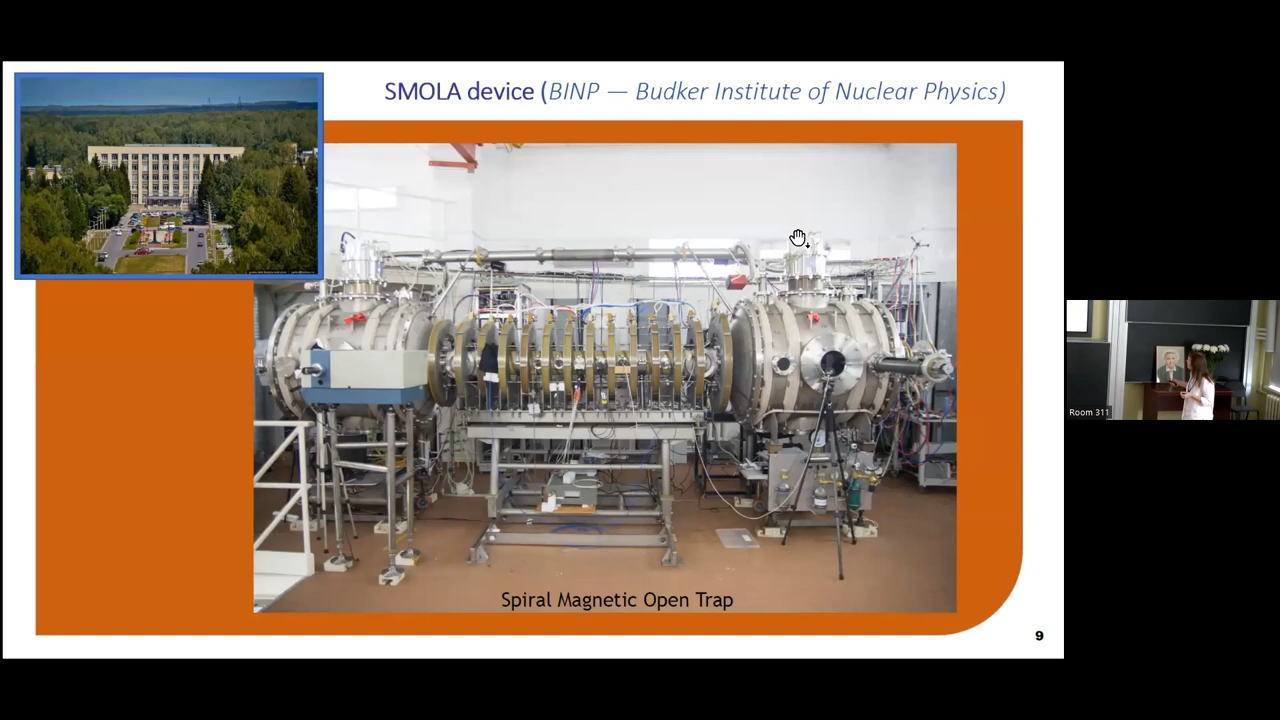 SMOLA device (BINP — Budker Institute of Nuclear Physics)
Spiral Magnetic Open Trap
9
Room 311